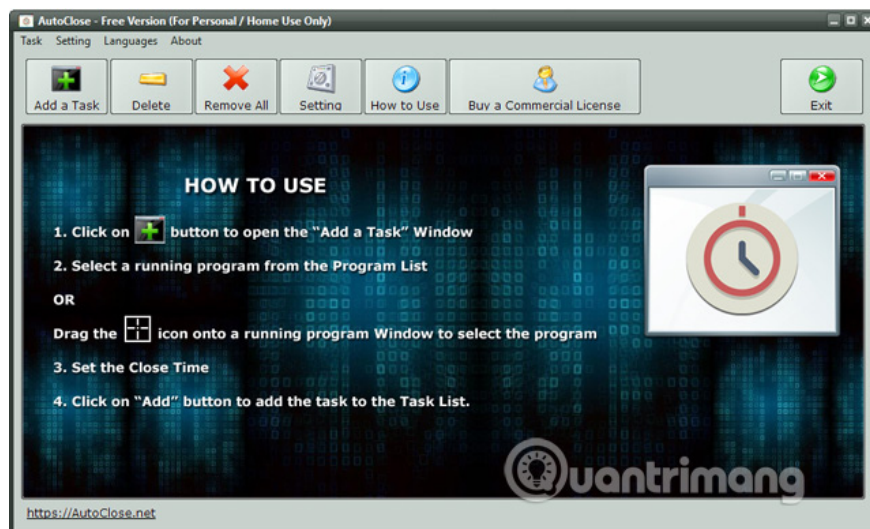 AutoClose - Free Version (For Personal / Home Use Only)
Task Setting Languages About
Add a Task Delete Remove All Setting How to Use Buy a Commercial License Exit
HOW TO USE
1. Click on button to open the “Add a Task” Window
2. Select a running program from the Program List
OR
Drag the icon onto a running program Window to select the program
3. Set the Close Time
4. Click on “Add” button to add the task to the Task List.
Quantrimang
https://AutoClose.net